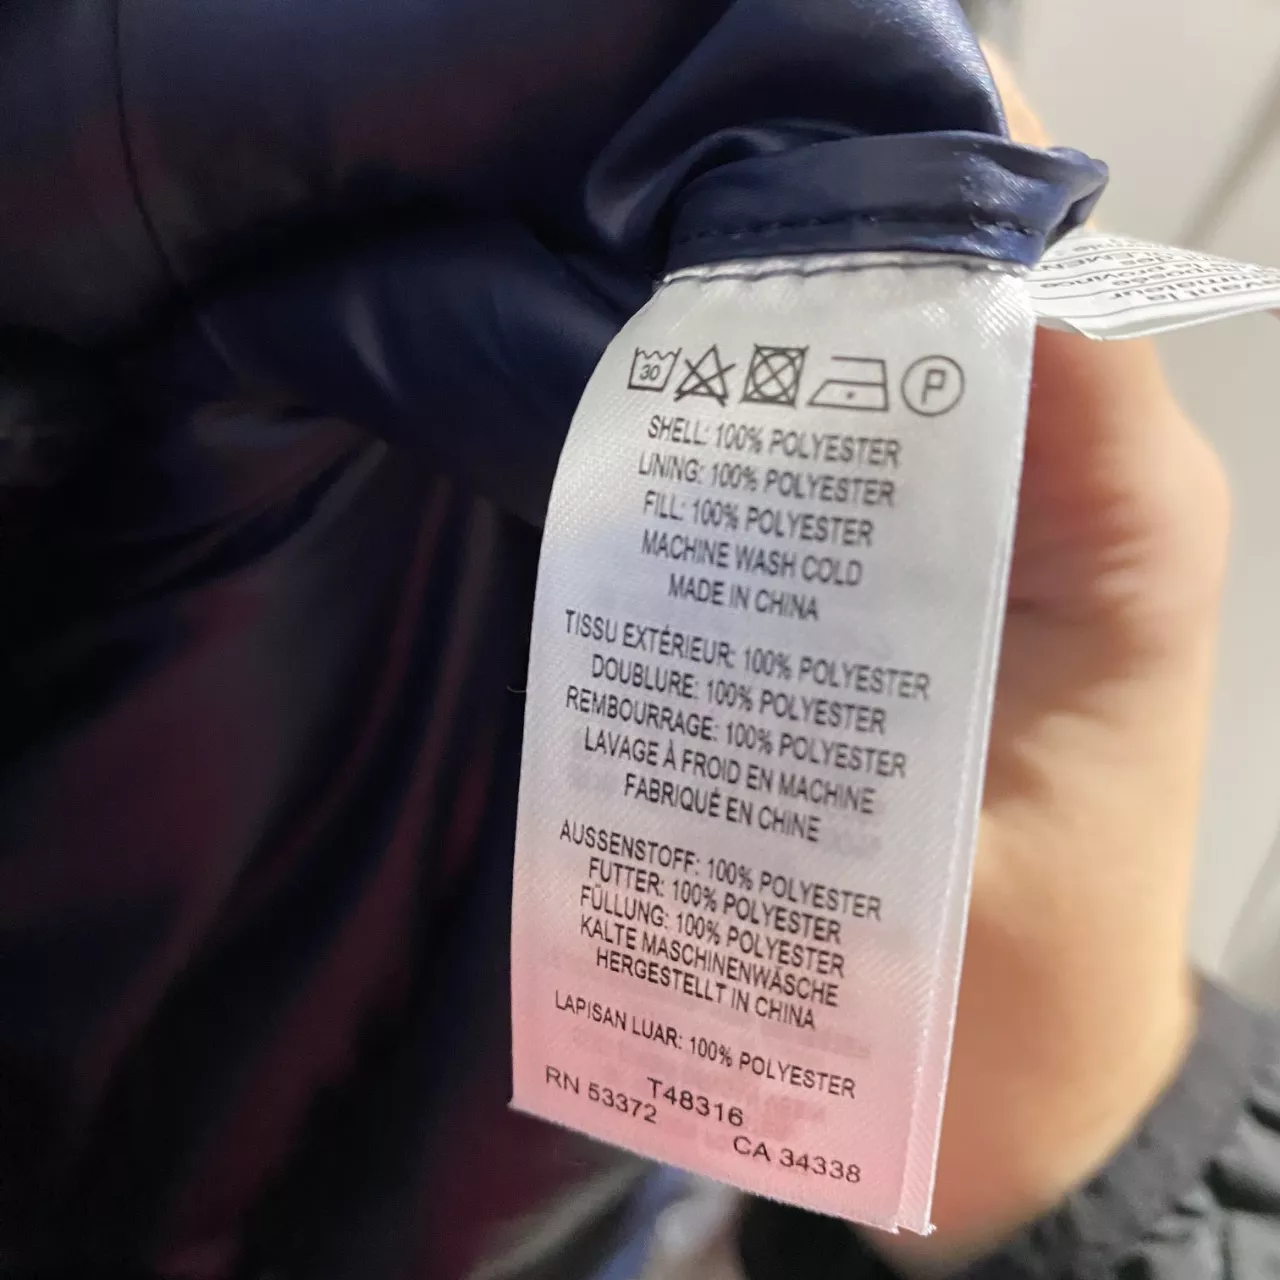 30 P
SHELL: 100% POLYESTER
LINING: 100% POLYESTER
FILL: 100% POLYESTER
MACHINE WASH COLD
MADE IN CHINA
TISSU EXTÉRIEUR: 100% POLYESTER
DOUBLURE: 100% POLYESTER
REMBOURRAGE: 100% POLYESTER
LAVAGE À FROID EN MACHINE
FABRIQUÉ EN CHINE
AUSSENSTOFF: 100% POLYESTER
FUTTER: 100% POLYESTER
FÜLLUNG: 100% POLYESTER
KALTE MASCHINENWÄSCHE
HERGESTELLT IN CHINA
LAPISAN LUAR: 100% POLYESTER
T48316
RN 53372 CA 34338